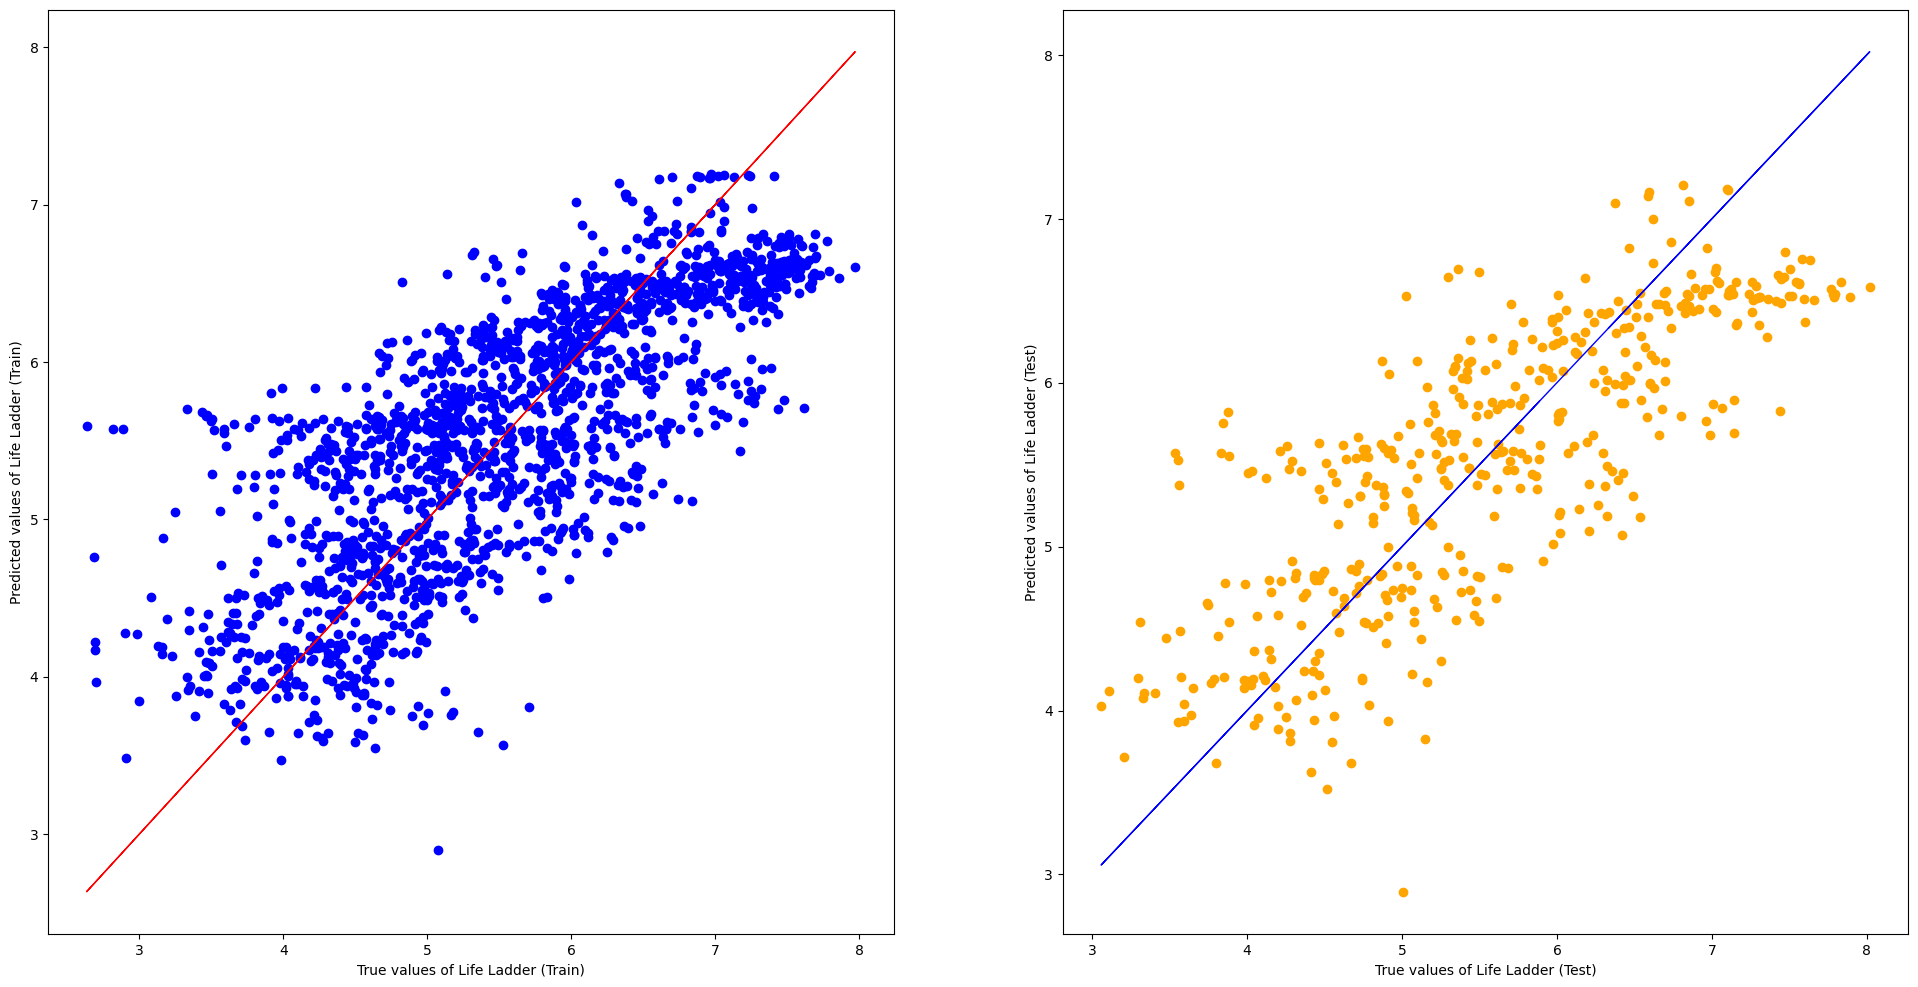 8
7
6
5
4
3
Predicted values of Life Ladder (Train)
3 4 5 6 7 8
True values of Life Ladder (Train)
8
7
6
5
4
3
Predicted values of Life Ladder (Test)
3 4 5 6 7 8
True values of Life Ladder (Test)